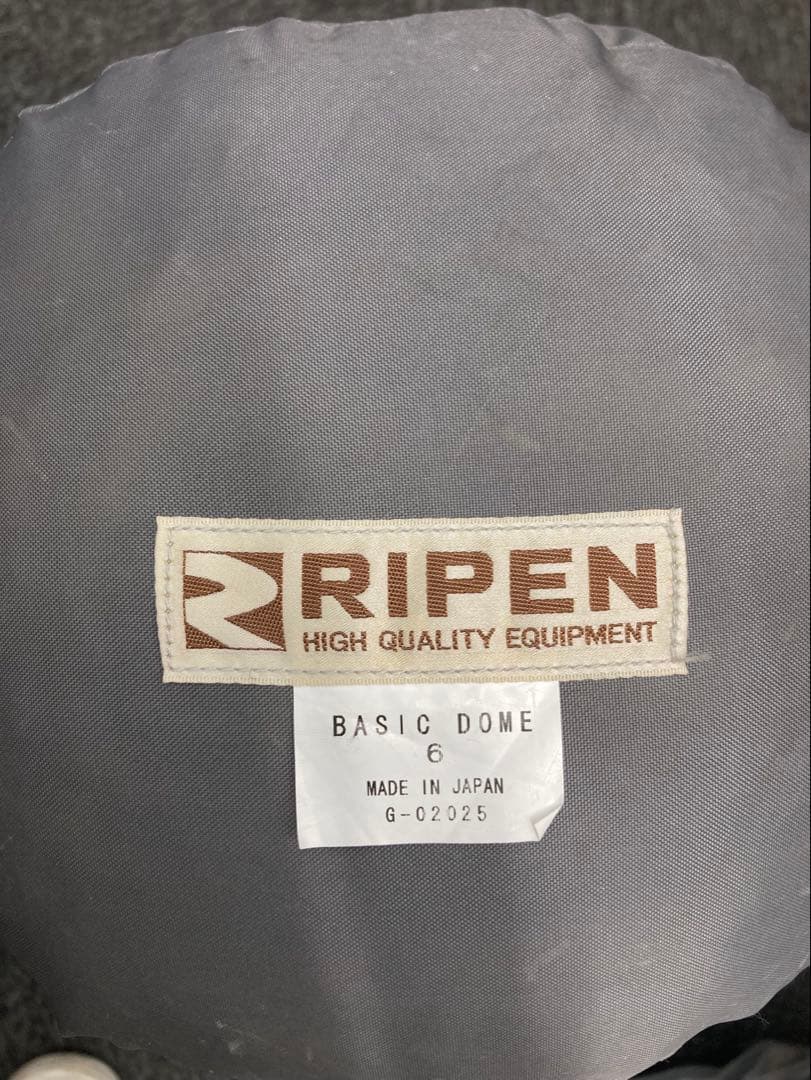 RIPEN
HIGH QUALITY EQUIPMENT
BASIC DOME
6
MADE IN JAPAN
G-02025